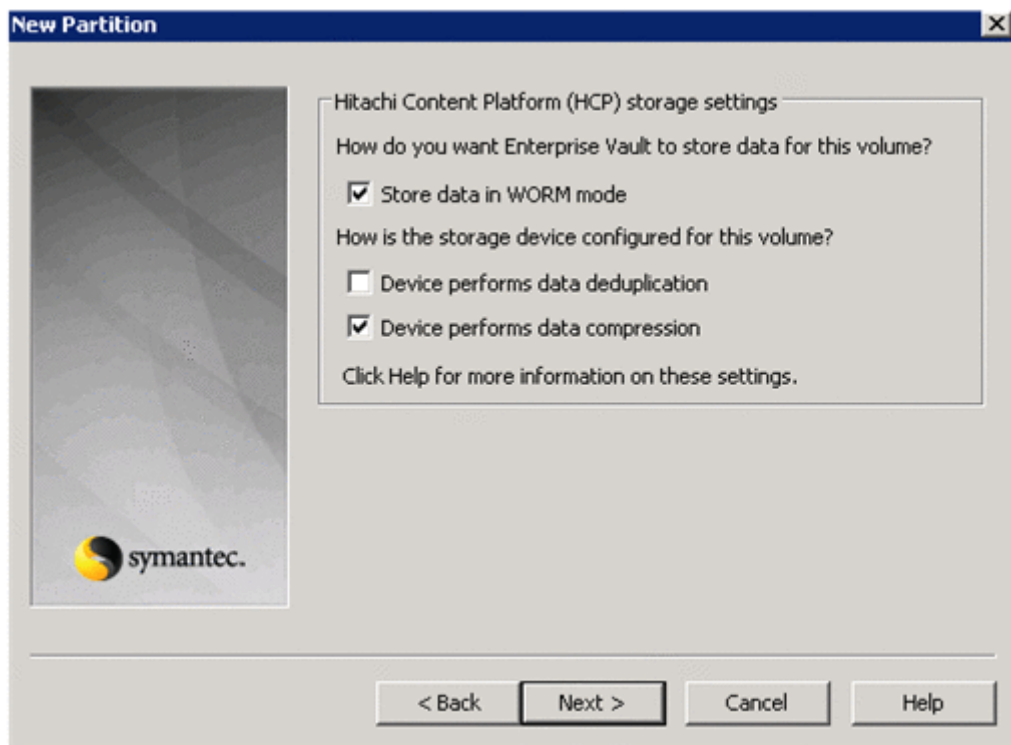 New Partition
Hitachi Content Platform (HCP) storage settings
How do you want Enterprise Vault to store data for this volume?
Store data in WORM mode
How is the storage device configured for this volume?
Device performs data deduplication
Device performs data compression
Click Help for more information on these settings.
symantec.
< Back
Next >
Cancel
Help